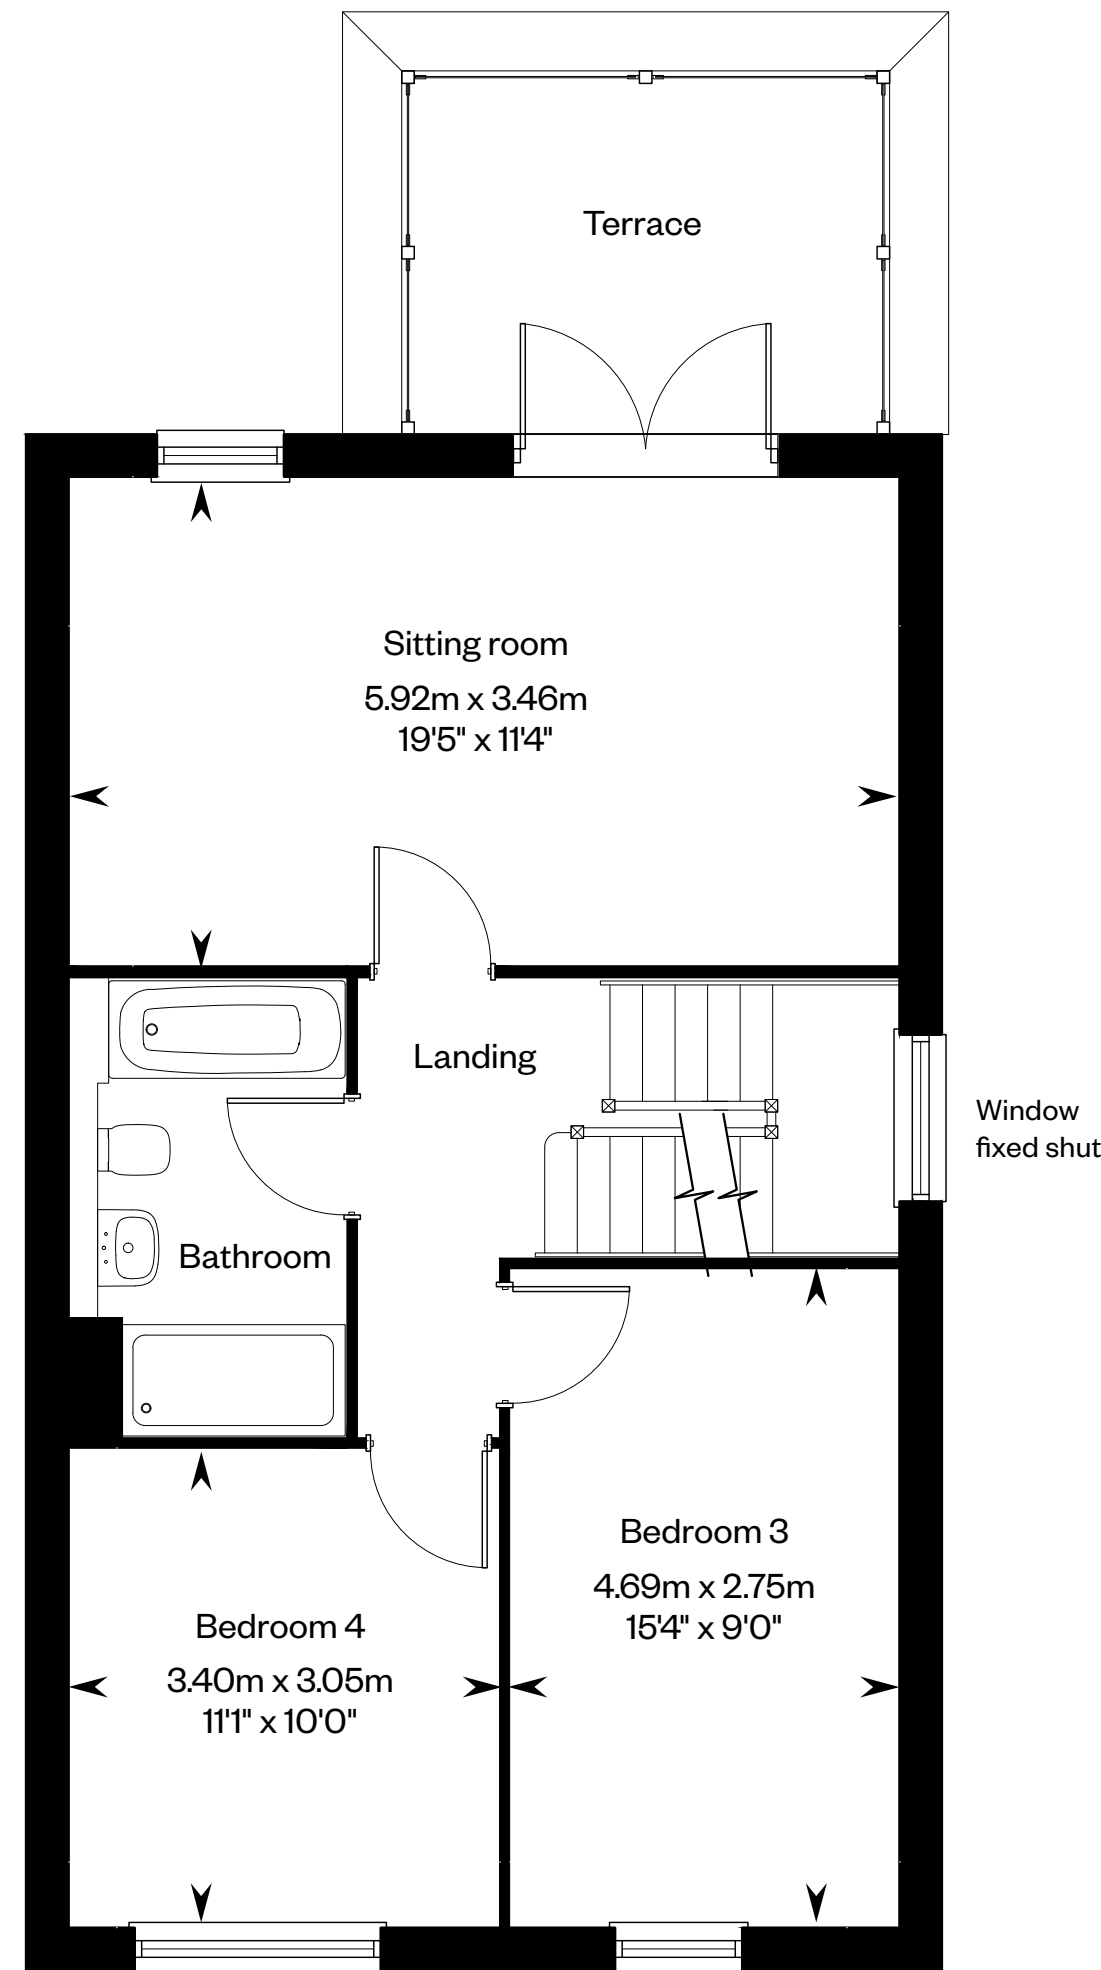 Terrace
Sitting room
5.92m x 3.46m
19'5" x 11'4"
Landing
Window
fixed shut
Bathroom
Bedroom 3
4.69m x 2.75m
15'4" x 9'0"
Bedroom 4
3.40m x 3.05m
11'1" x 10'0"